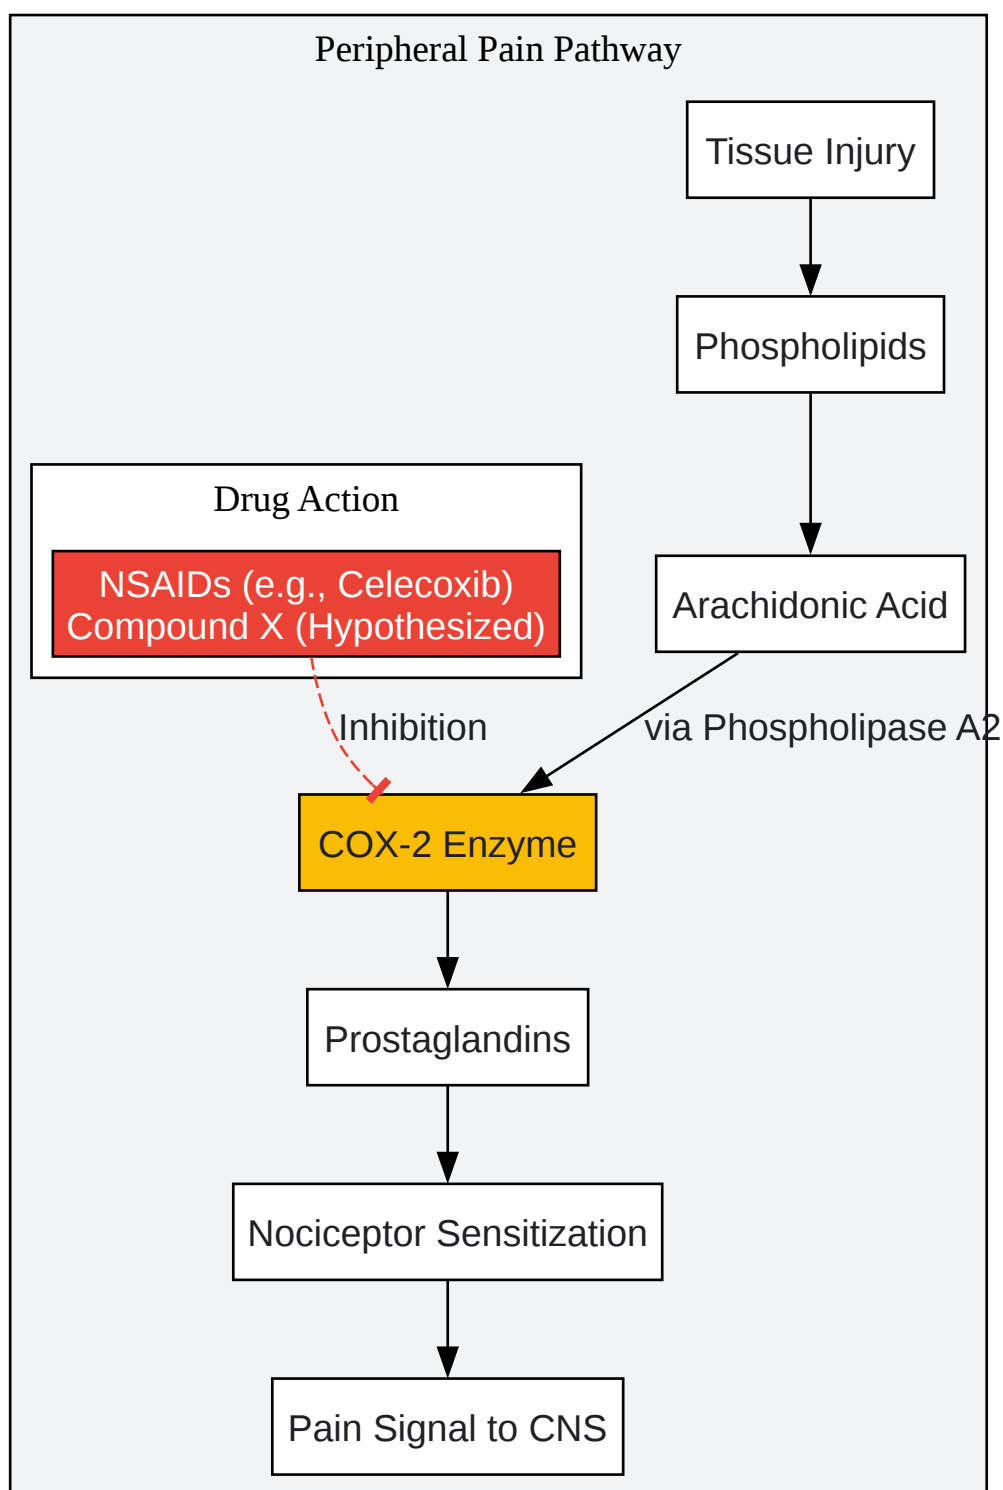 Peripheral Pain Pathway
Tissue Injury
Phospholipids
Drug Action
NSAIDs (e.g., Celecoxib)
Compound X (Hypothesized)
Arachidonic Acid
Inhibition
via Phospholipase A2
COX-2 Enzyme
Prostaglandins
Nociceptor Sensitization
Pain Signal to CNS